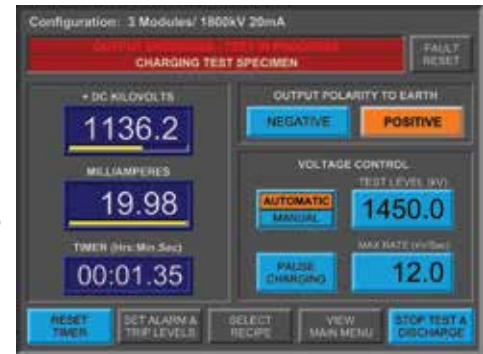 Configuration: 3 Modules/ 1800kV 20mA
OUTPUT ENERGIZED - TEST IN PROGRESS
CHARGING TEST SPECIMEN
FAULT
RESET
+ DC KILOVOLTS
1136.2
MILLIAMPERES
19.98
TIMER (Hrs:Min.Sec)
00:01.35
OUTPUT POLARITY TO EARTH
NEGATIVE
POSITIVE
VOLTAGE CONTROL
AUTOMATIC
MANUAL
TEST LEVEL (kV)
1450.0
PAUSE
CHARGING
MAX RATE (kV/Sec)
12.0
RESET
TIMER
SET ALARM &
TRIP LEVELS
SELECT
RECIPE
VIEW
MAIN MENU
STOP TEST &
DISCHARGE